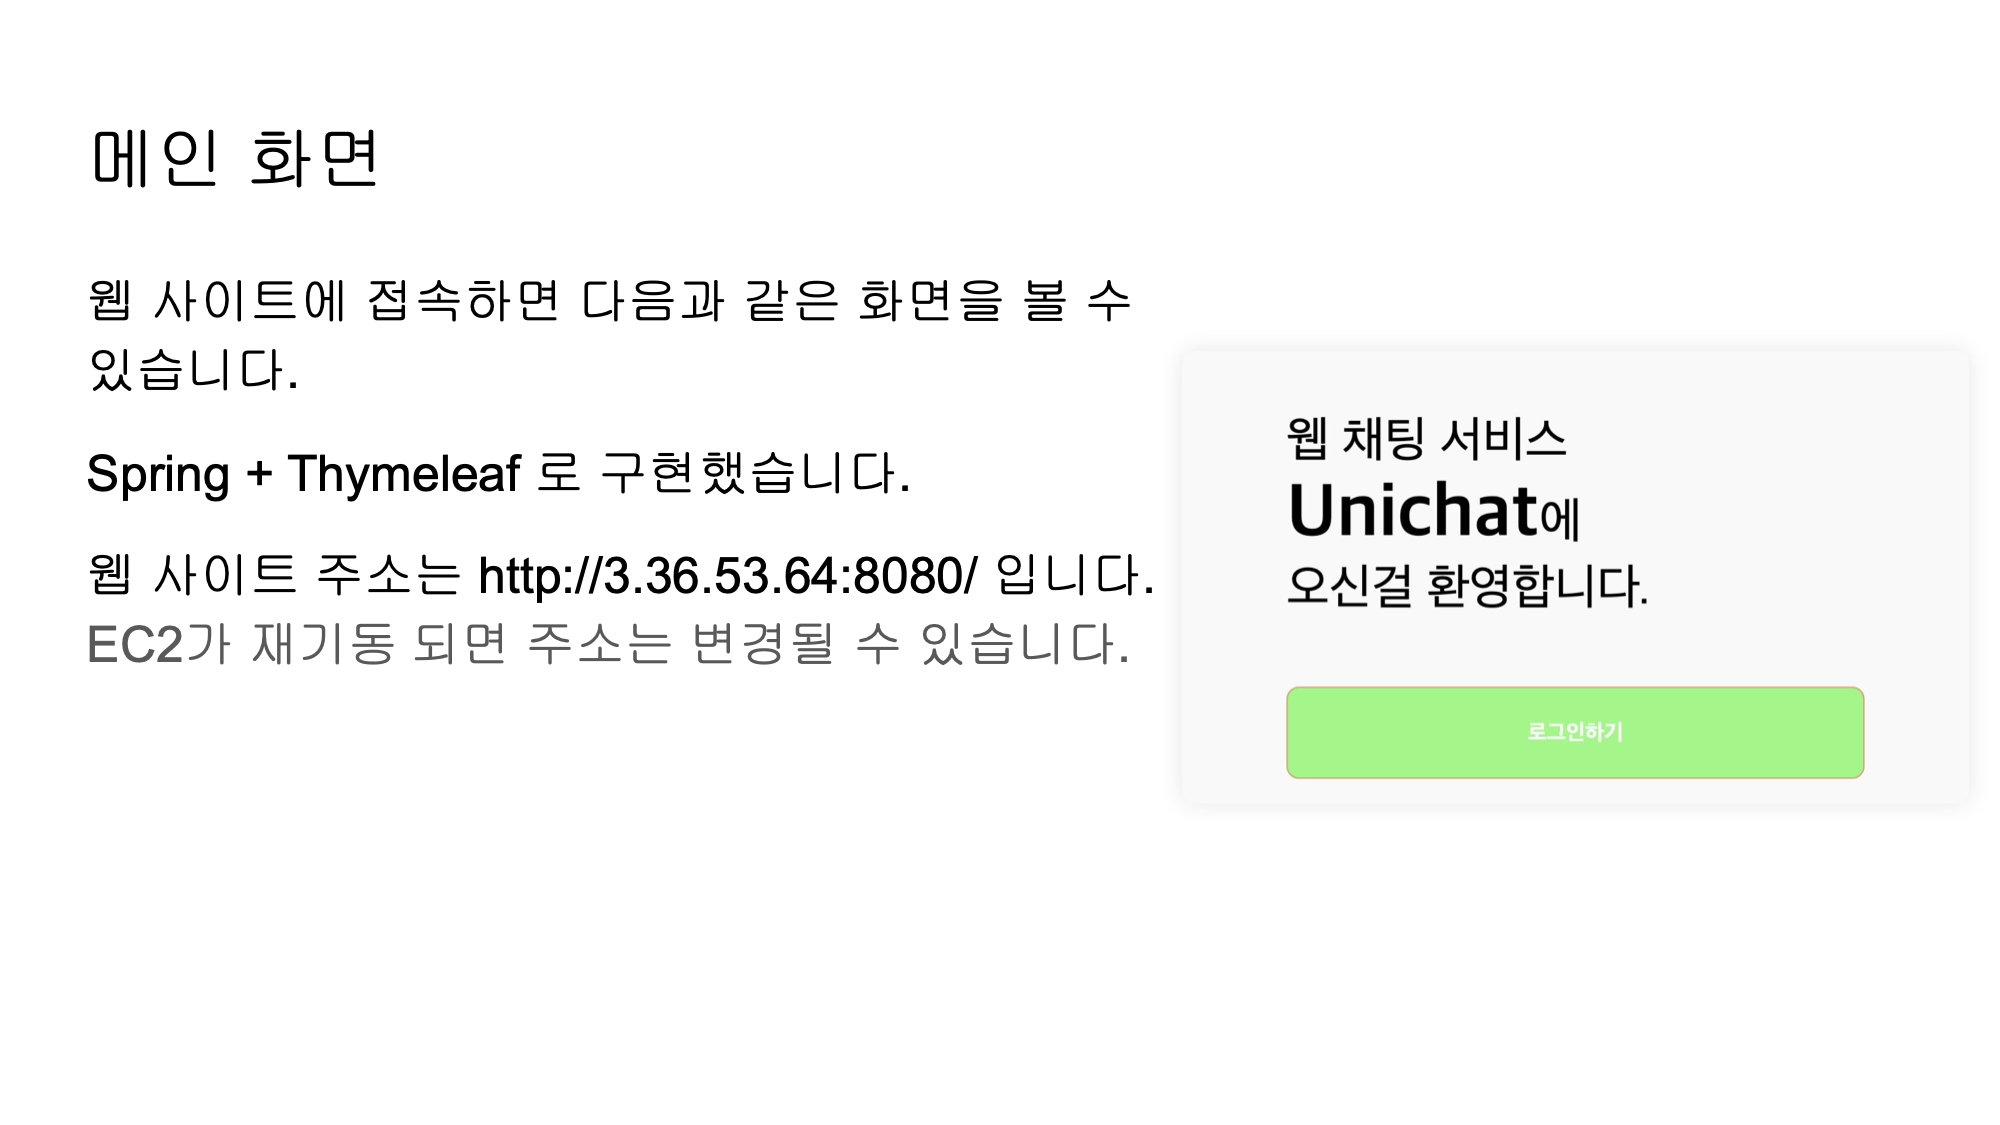 메인 화면
웹 사이트에 접속하면 다음과 같은 화면을 볼 수
있습니다.
Spring + Thymeleaf 로 구현했습니다.
웹 사이트 주소는 http://3.36.53.64:8080/ 입니다.
EC2가 재기동 되면 주소는 변경될 수 있습니다.
웹 채팅 서비스
Unichat에
오신걸 환영합니다.
로그인하기